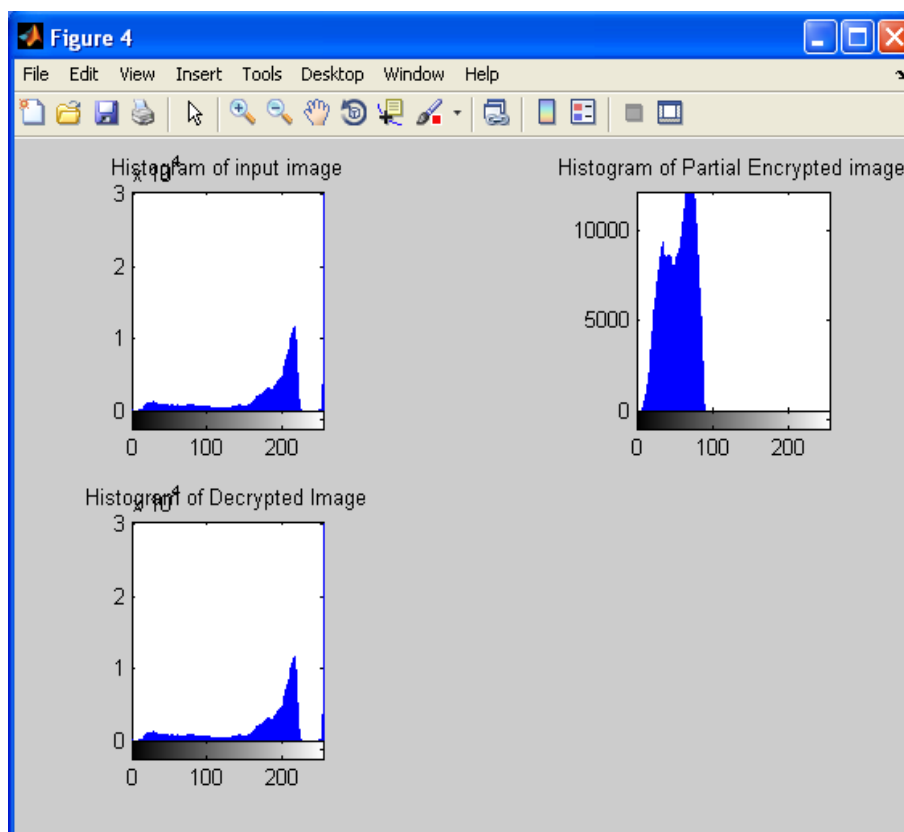 Figure 4
File Edit View Insert Tools Desktop Window Help
Histogram of input image
x 10^4
3
2
1
0
0 100 200
Histogram of Partial Encrypted image
10000
5000
0
0 100 200
Histogram of Decrypted Image
x 10^4
3
2
1
0
0 100 200